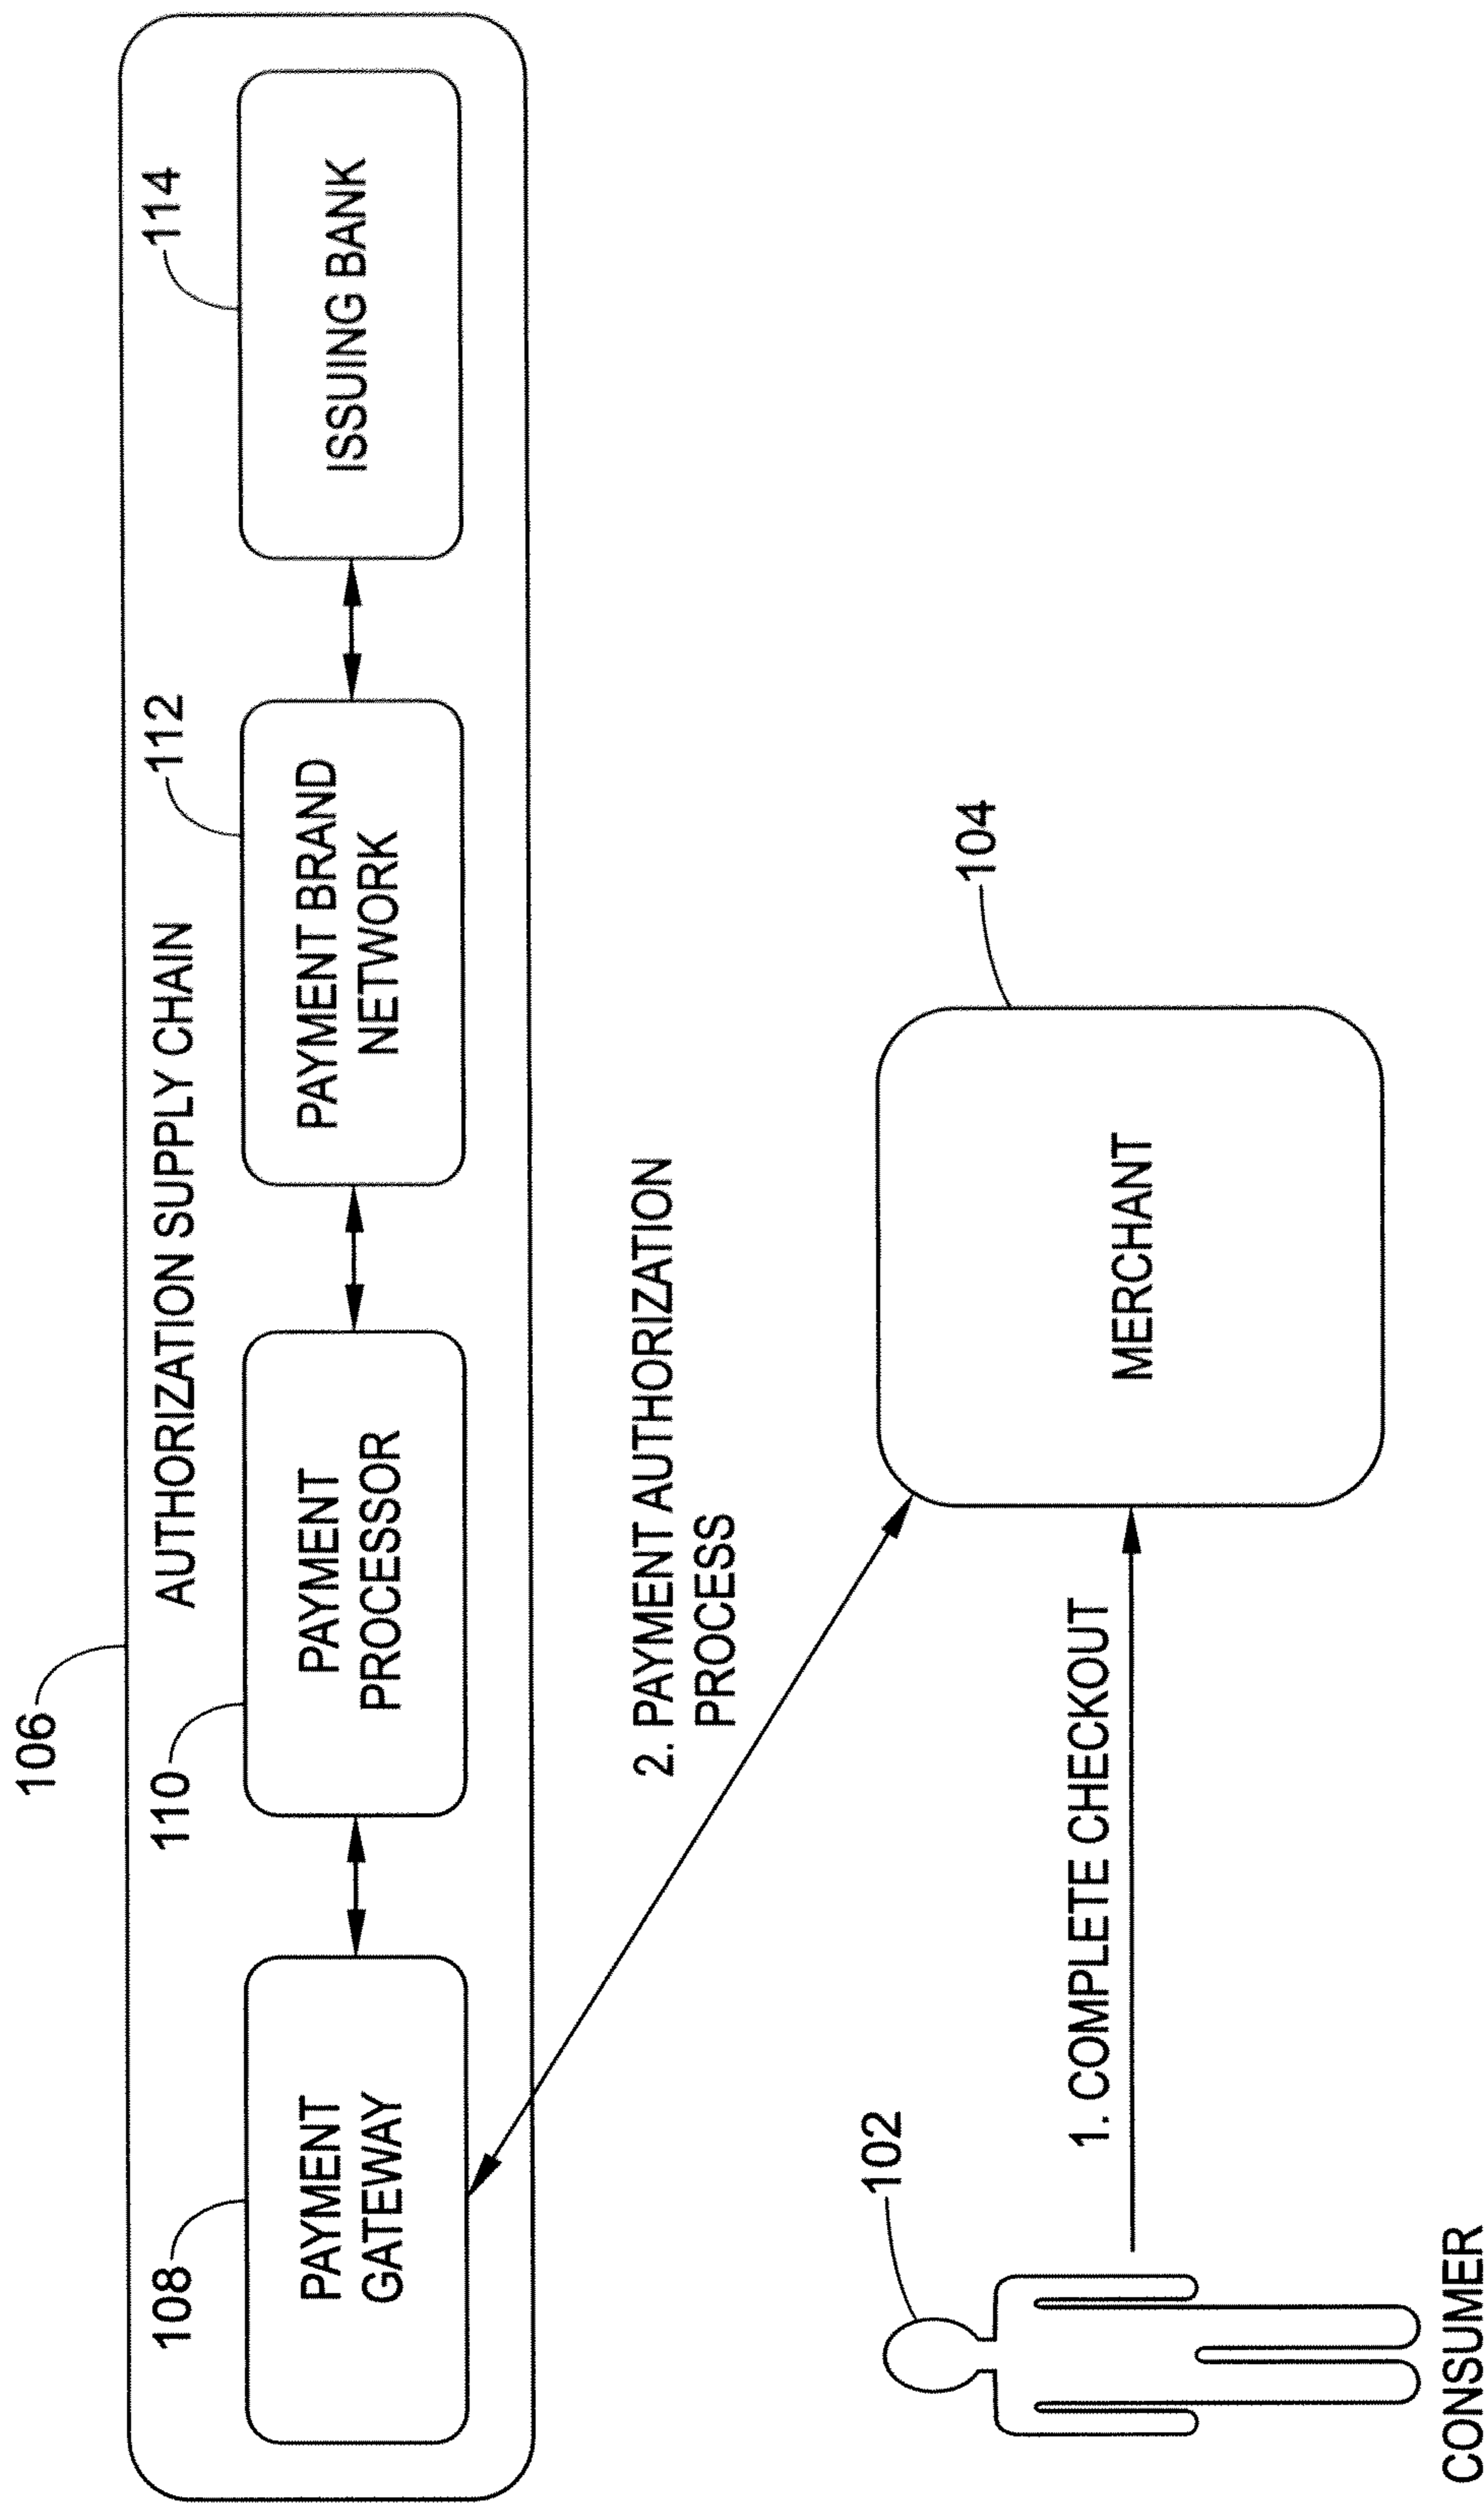 106
AUTHORIZATION SUPPLY CHAIN
108
110
112
114
PAYMENT
GATEWAY
PAYMENT
PROCESSOR
PAYMENT BRAND
NETWORK
ISSUING BANK
2. PAYMENT AUTHORIZATION
PROCESS
102
104
1. COMPLETE CHECKOUT
MERCHANT
CONSUMER